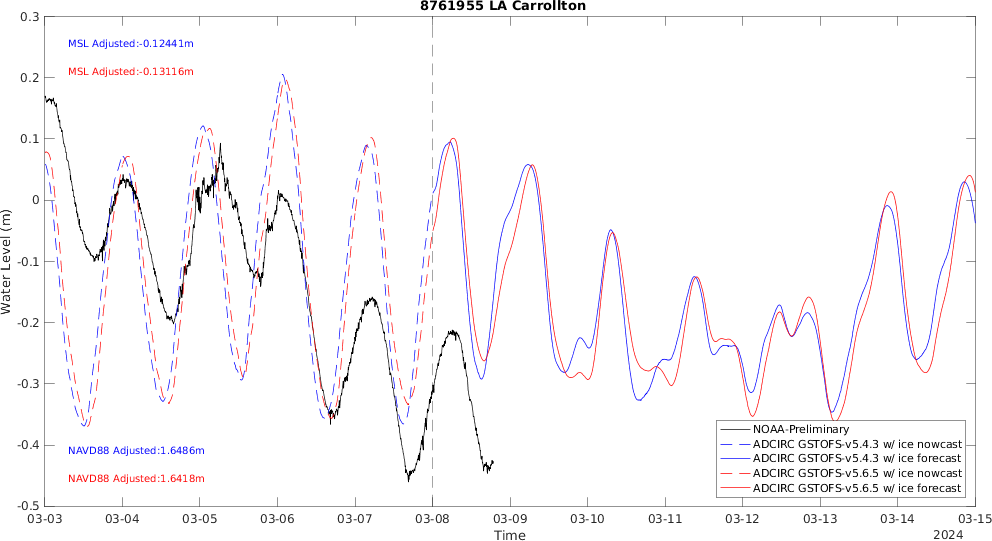 8761955 LA Carrollton
0.3
0.2
0.1
0
-0.1
-0.2
-0.3
-0.4
-0.5
Water Level (m)
MSL Adjusted:-0.12441m
MSL Adjusted:-0.13116m
NAVD88 Adjusted:1.6486m
NAVD88 Adjusted:1.6418m
NOAA-Preliminary
ADCIRC GSTOFS-v5.4.3 w/ ice nowcast
ADCIRC GSTOFS-v5.4.3 w/ ice forecast
ADCIRC GSTOFS-v5.6.5 w/ ice nowcast
ADCIRC GSTOFS-v5.6.5 w/ ice forecast
03-03 03-04 03-05 03-06 03-07 03-08 03-09 03-10 03-11 03-12 03-13 03-14 03-15
Time
2024